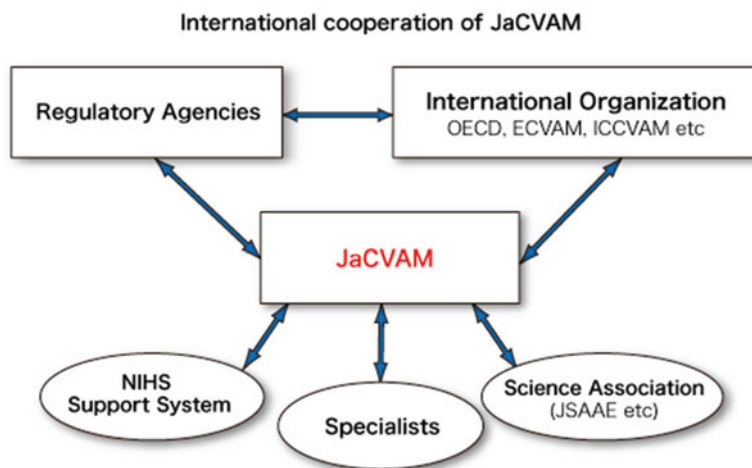 International cooperation of JaCVAM
Regulatory Agencies
International Organization
OECD, ECVAM, ICCVAM etc
JaCVAM
NIHS
Support System
Specialists
Science Association
(JSAAE etc)